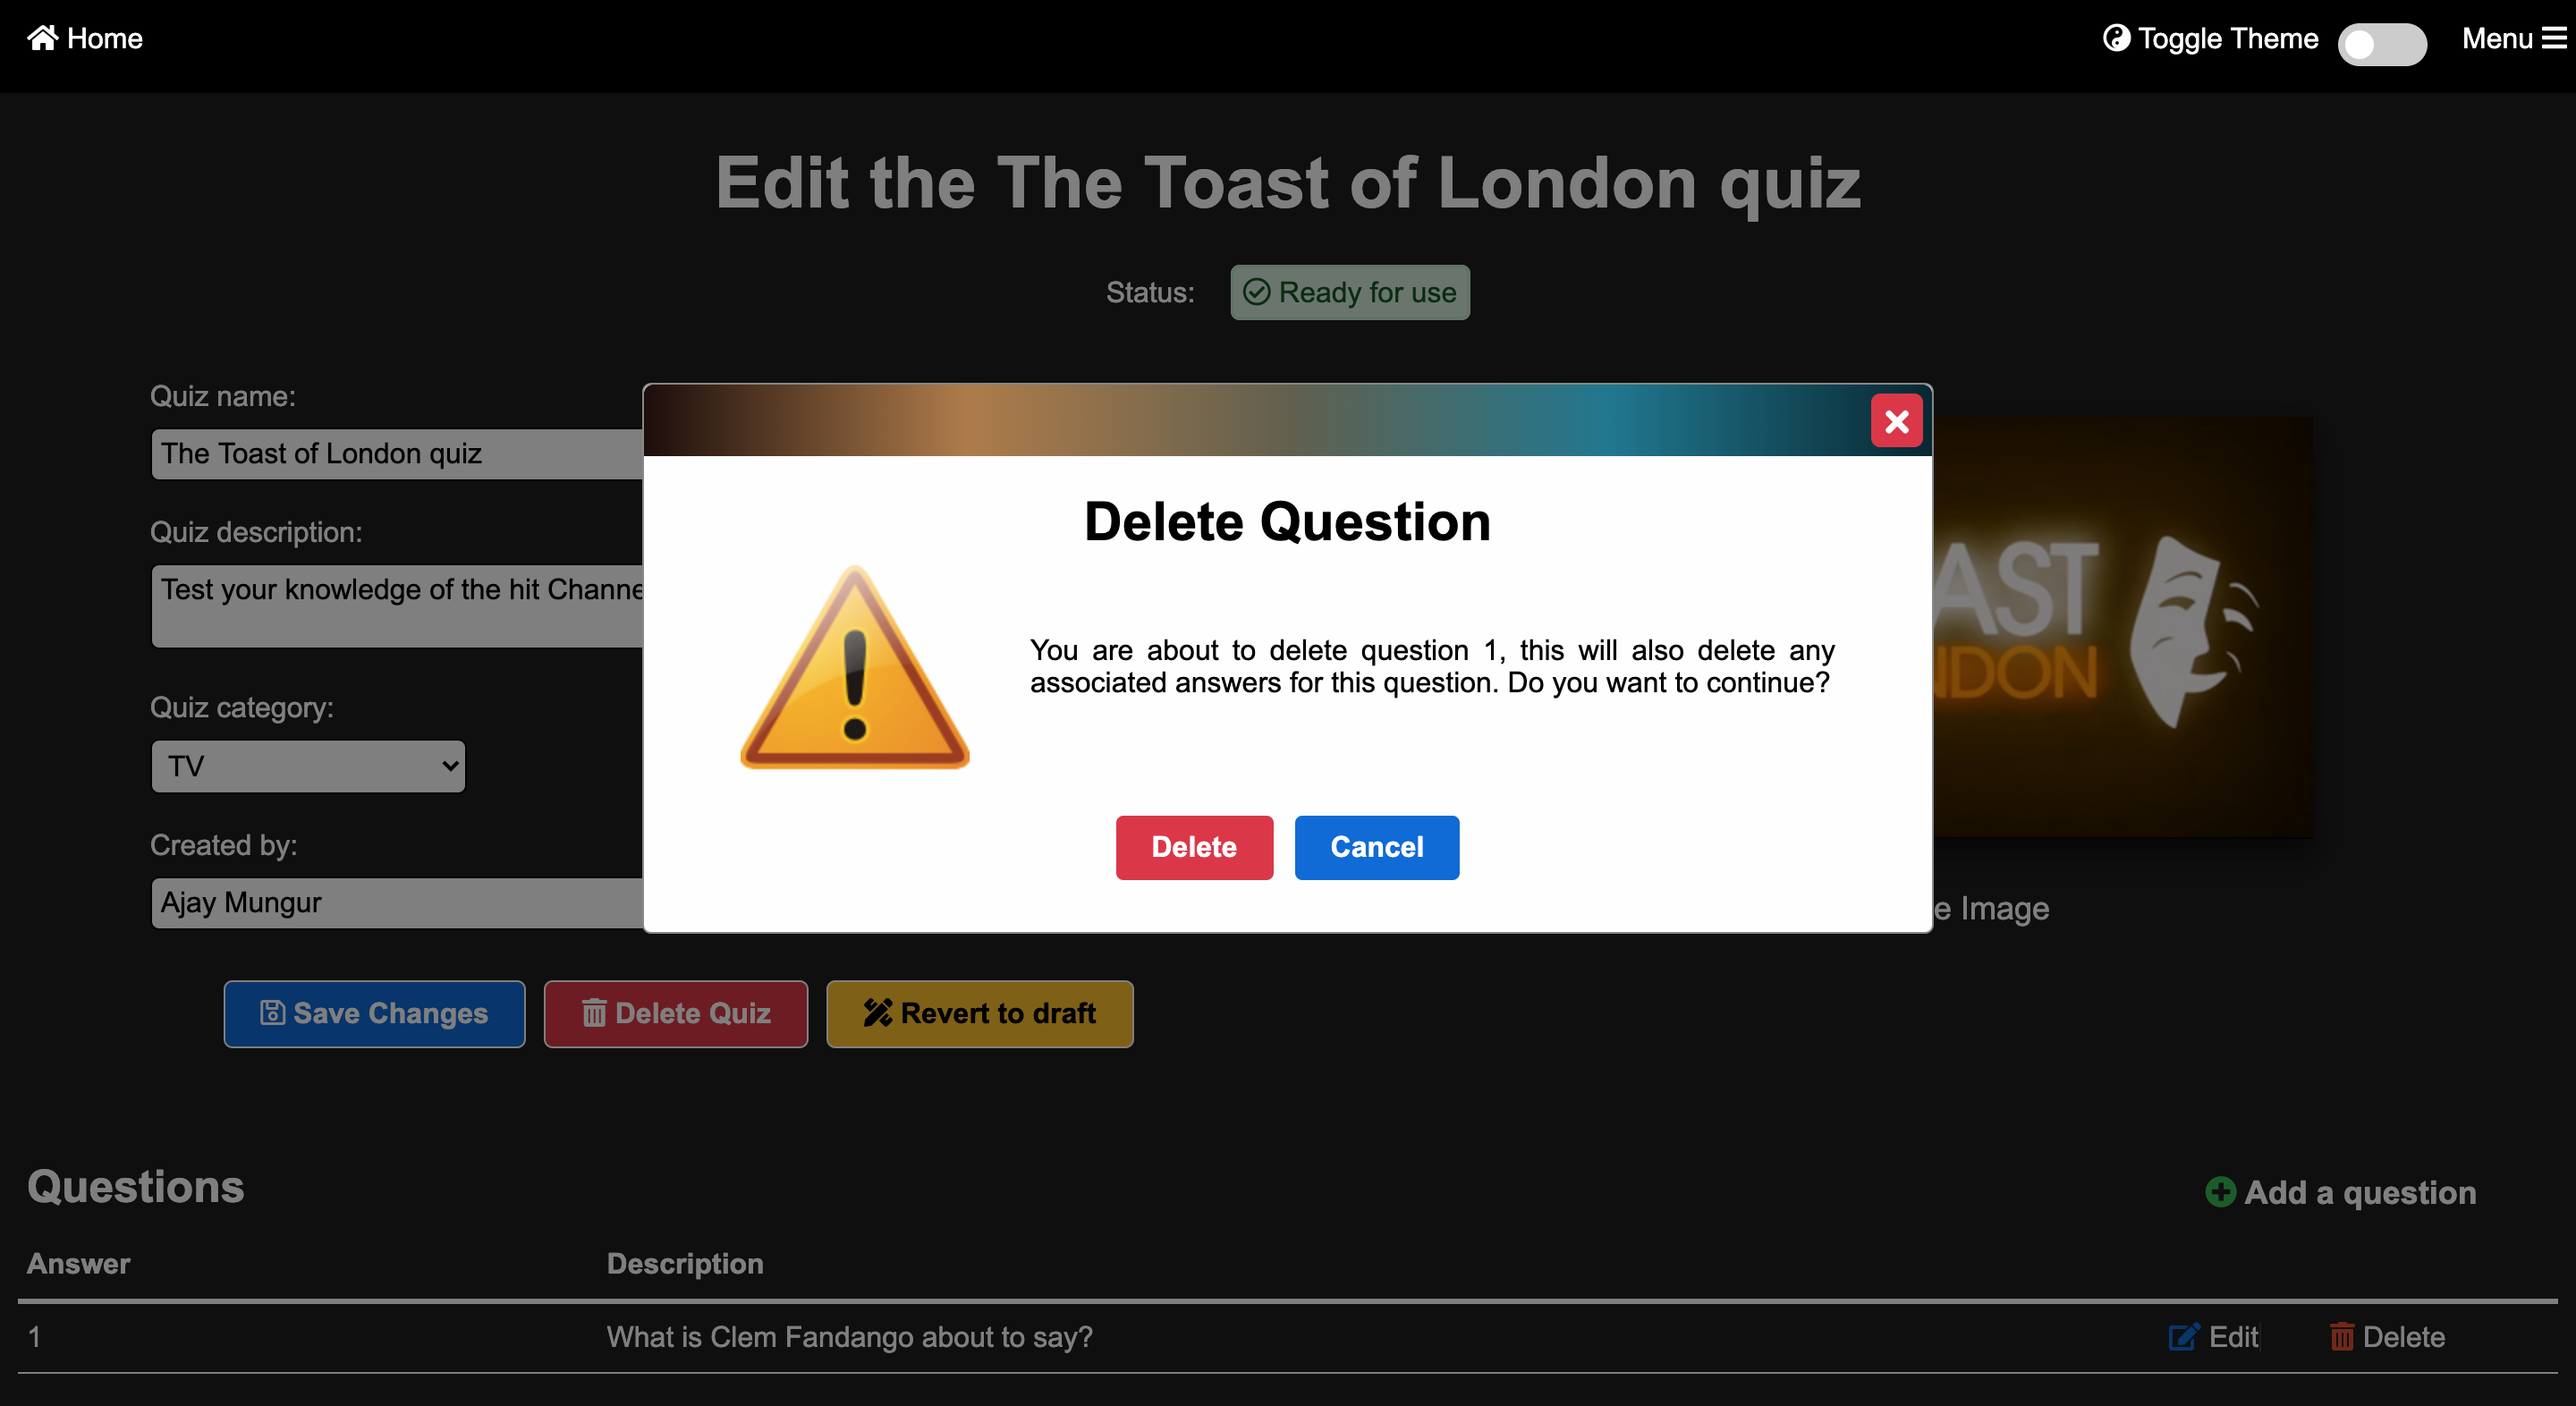 Home
Toggle Theme
Menu
Edit the The Toast of London quiz
Status:
Ready for use
Quiz name:
The Toast of London quiz
Quiz description:
Test your knowledge of the hit Channe
Quiz category:
TV
Created by:
Ajay Mungur
Delete Question
You are about to delete question 1, this will also delete any
associated answers for this question. Do you want to continue?
Delete
Cancel
AST
NDON
e Image
Save Changes
Delete Quiz
Revert to draft
Questions
Add a question
Answer Description
1 What is Clem Fandango about to say? Edit Delete